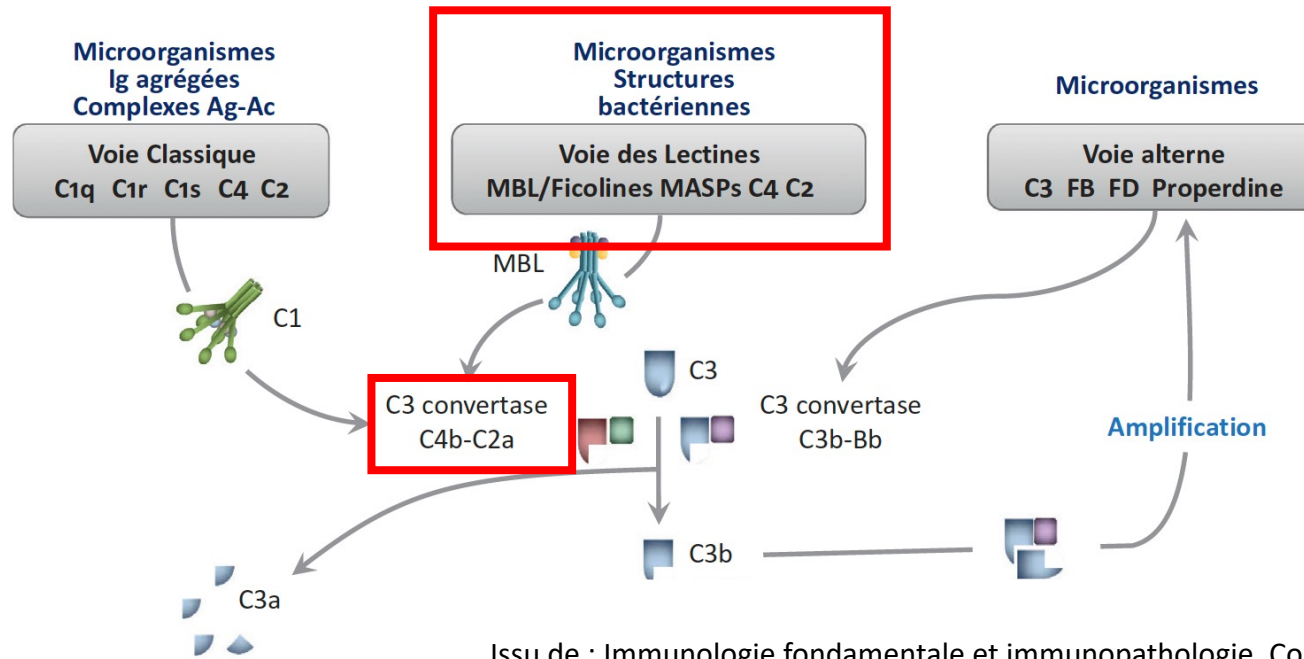 Microorganismes
Ig agrégées
Complexes Ag-Ac
Voie Classique
C1q C1r C1s C4 C2
C1
Microorganismes
Structures
bactériennes
Voie des Lectines
MBL/Ficolines MASPs C4 C2
MBL
Microorganismes
Voie alterne
C3 FB FD Properdine
C3 convertase
C4b-C2a
C3
C3 convertase
C3b-Bb
Amplification
C3b
C3a
Issu de : Immunologie fondamentale et immunopathologie. Co